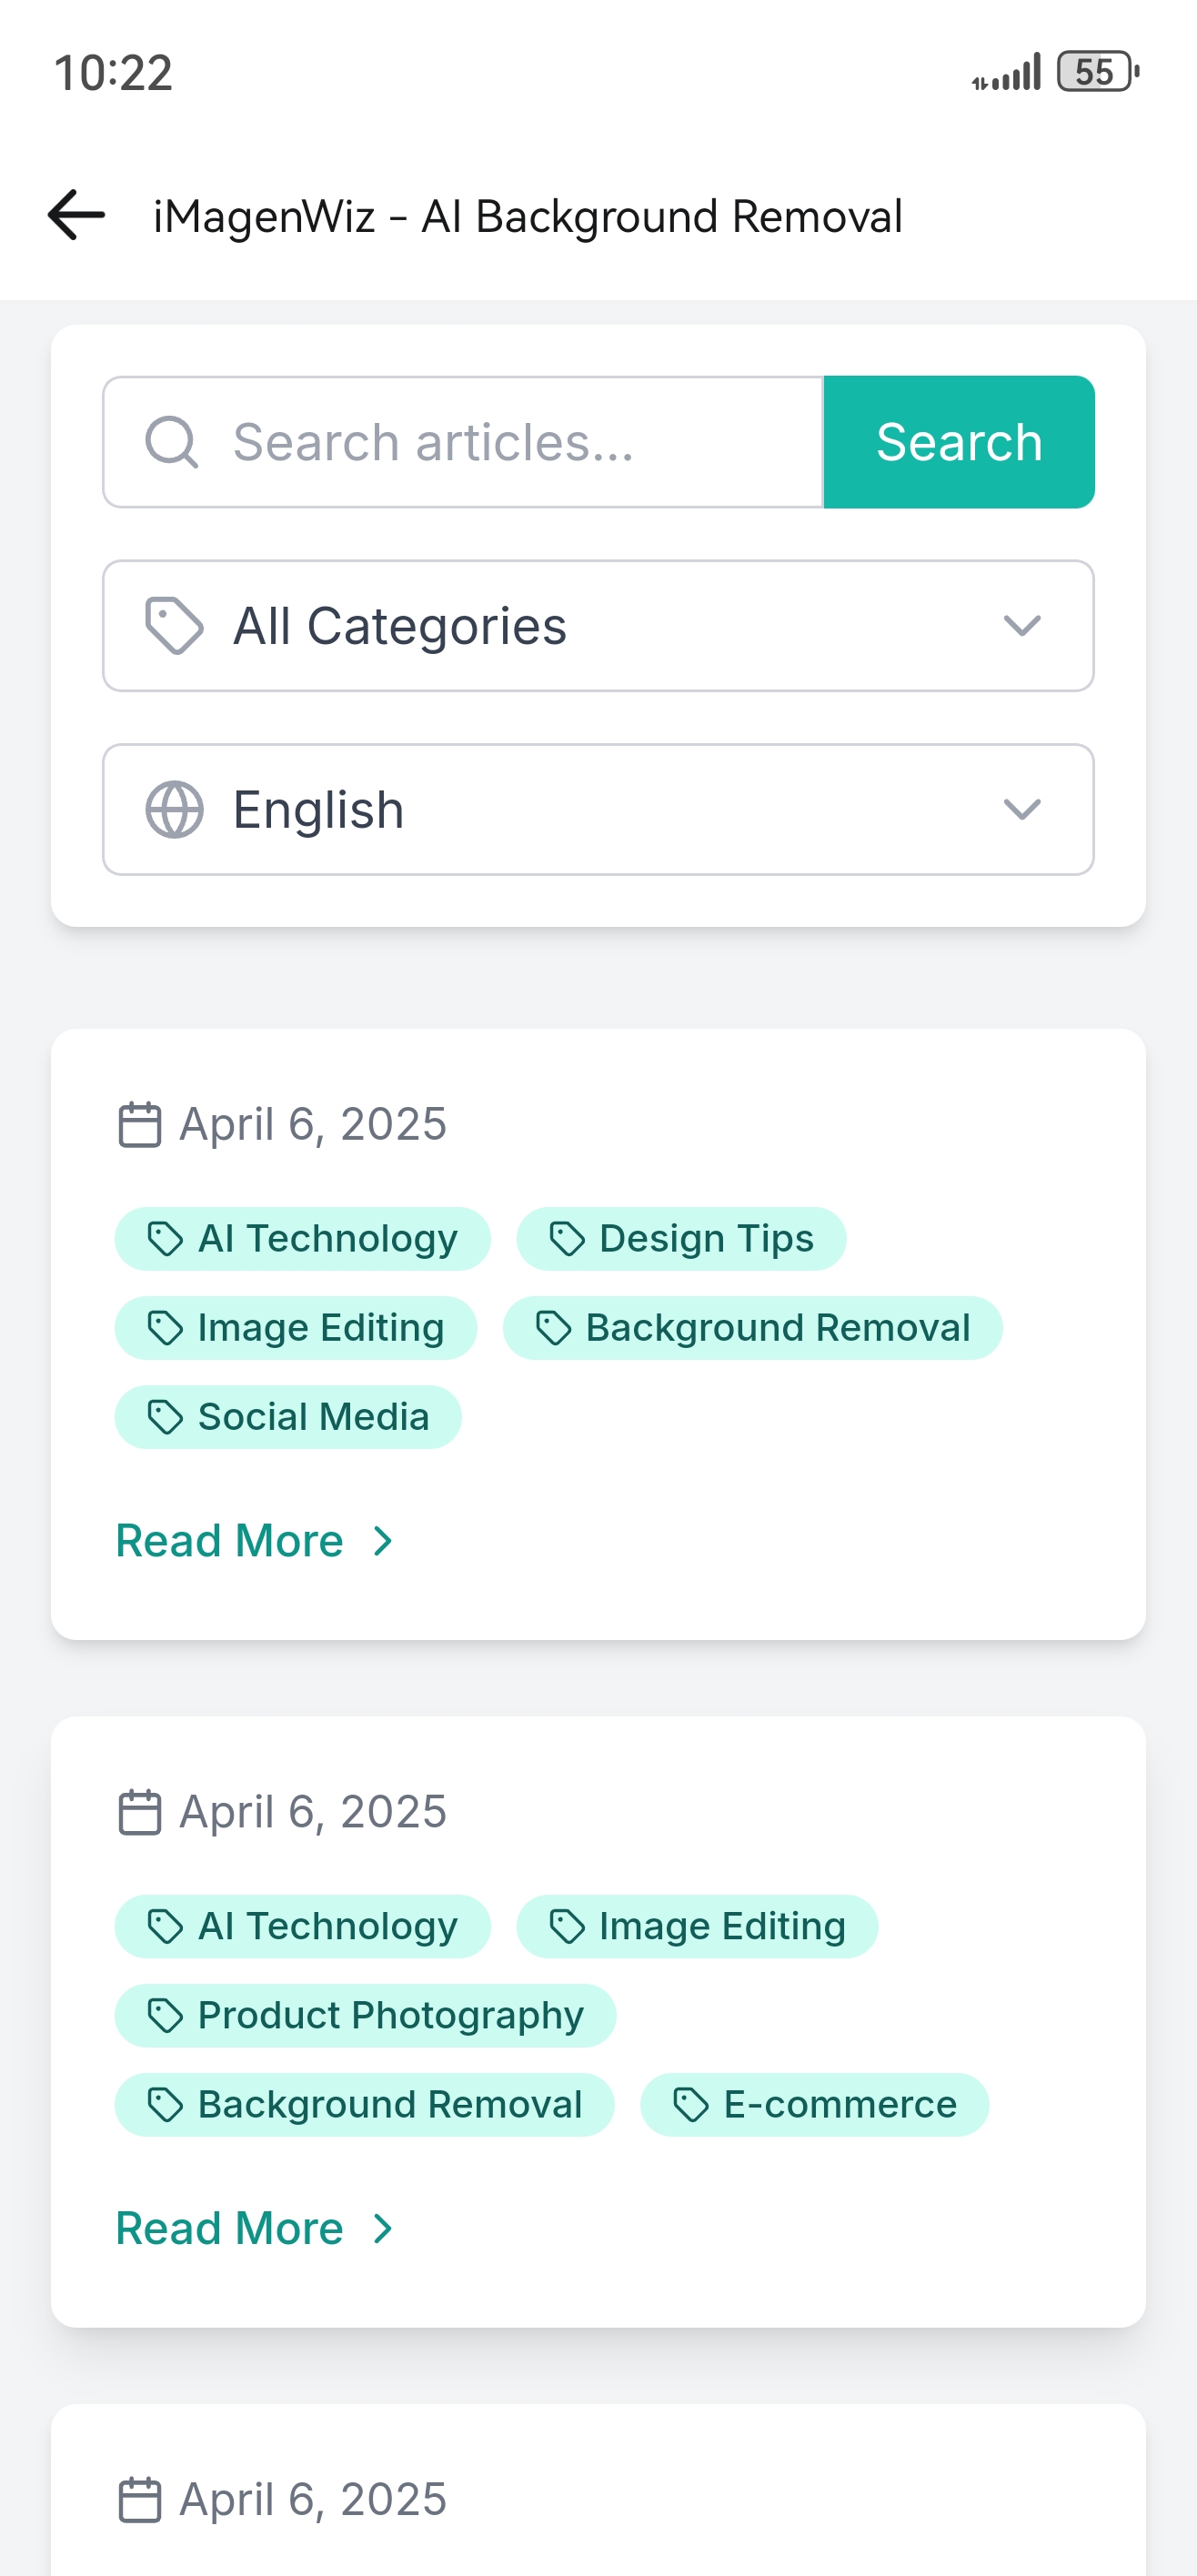 10:22 55
iMagenWiz - AI Background Removal
Search articles... Search
All Categories
English
April 6, 2025
AI Technology Design Tips
Image Editing Background Removal
Social Media
Read More
April 6, 2025
AI Technology Image Editing
Product Photography
Background Removal E-commerce
Read More
April 6, 2025